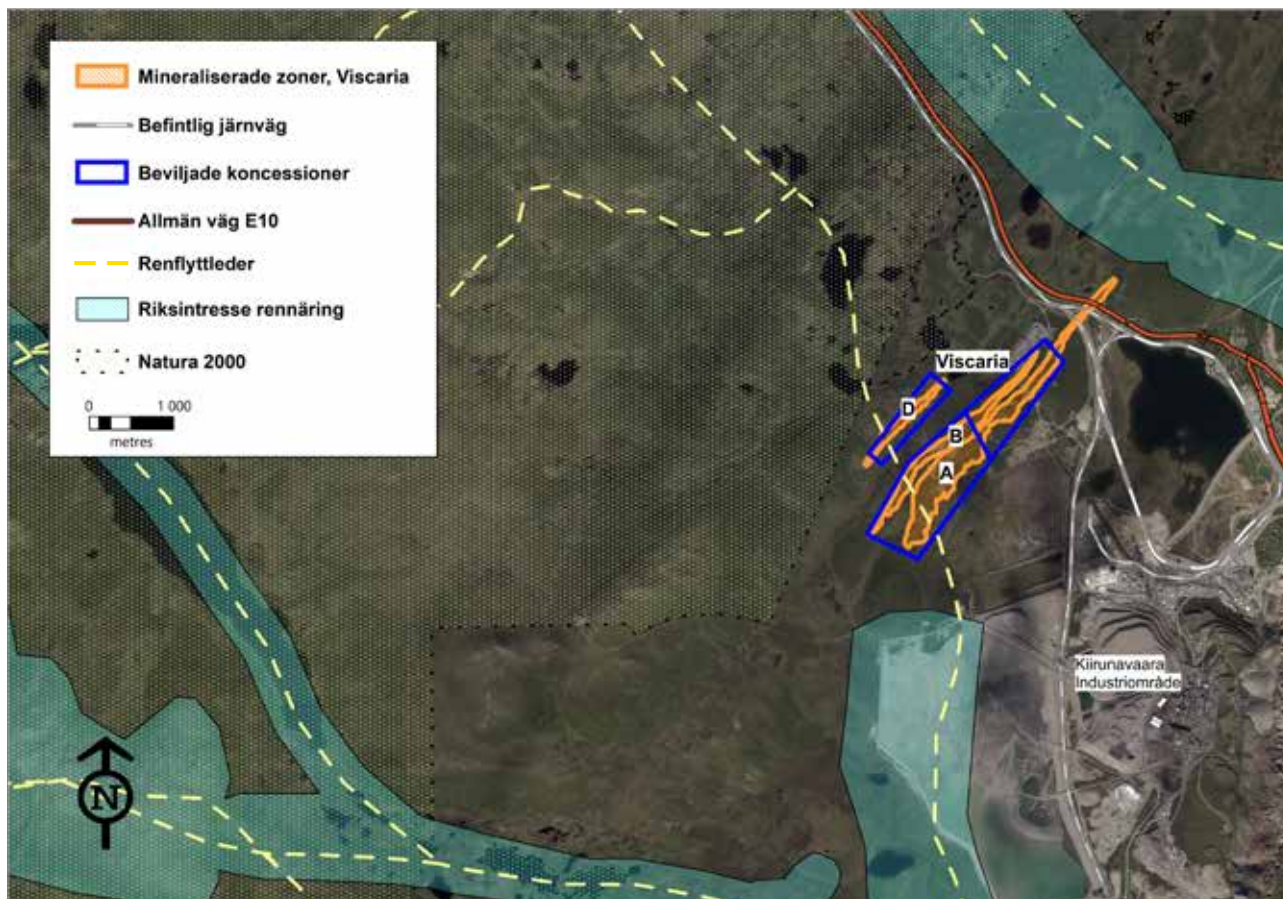 Mineraliserade zoner, Viscaria
Befintlig järnväg
Beviljade koncessioner
Allmän väg E10
Renflyttleder
Riksintresse rennäring
Natura 2000
0 1 000
metres
Viscaria
D
B
A
Kiirunavaara
Industriområde
N